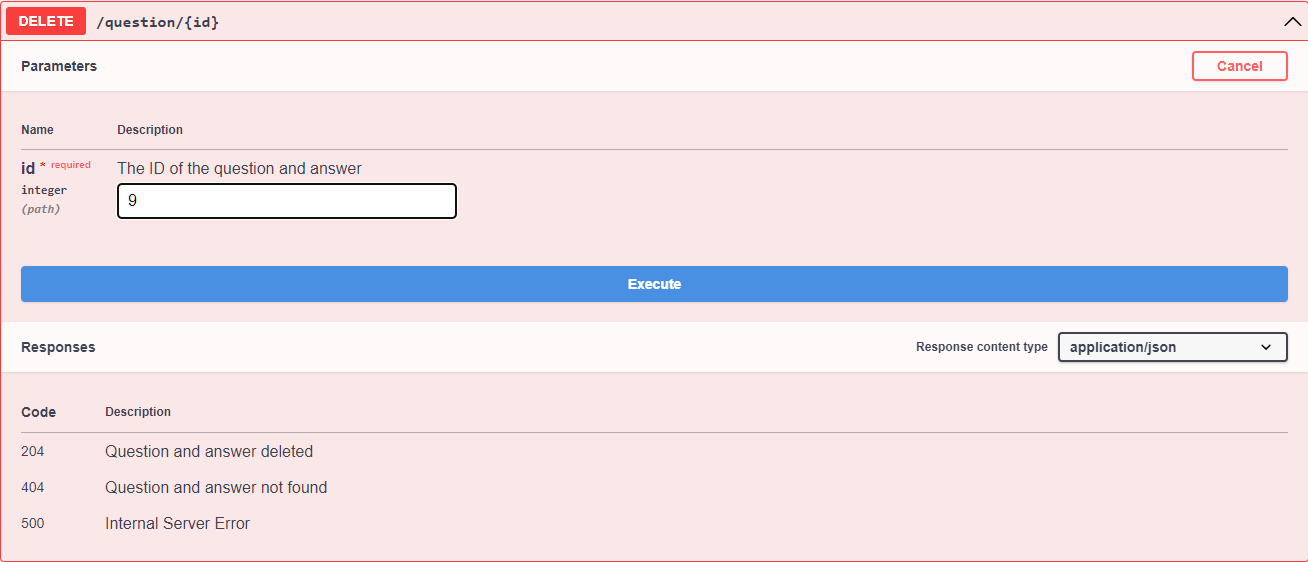 DELETE /question/{id}
Parameters Cancel
Name Description
id * required The ID of the question and answer
integer
(path)
9
Execute
Responses Response content type application/json
Code Description
204 Question and answer deleted
404 Question and answer not found
500 Internal Server Error